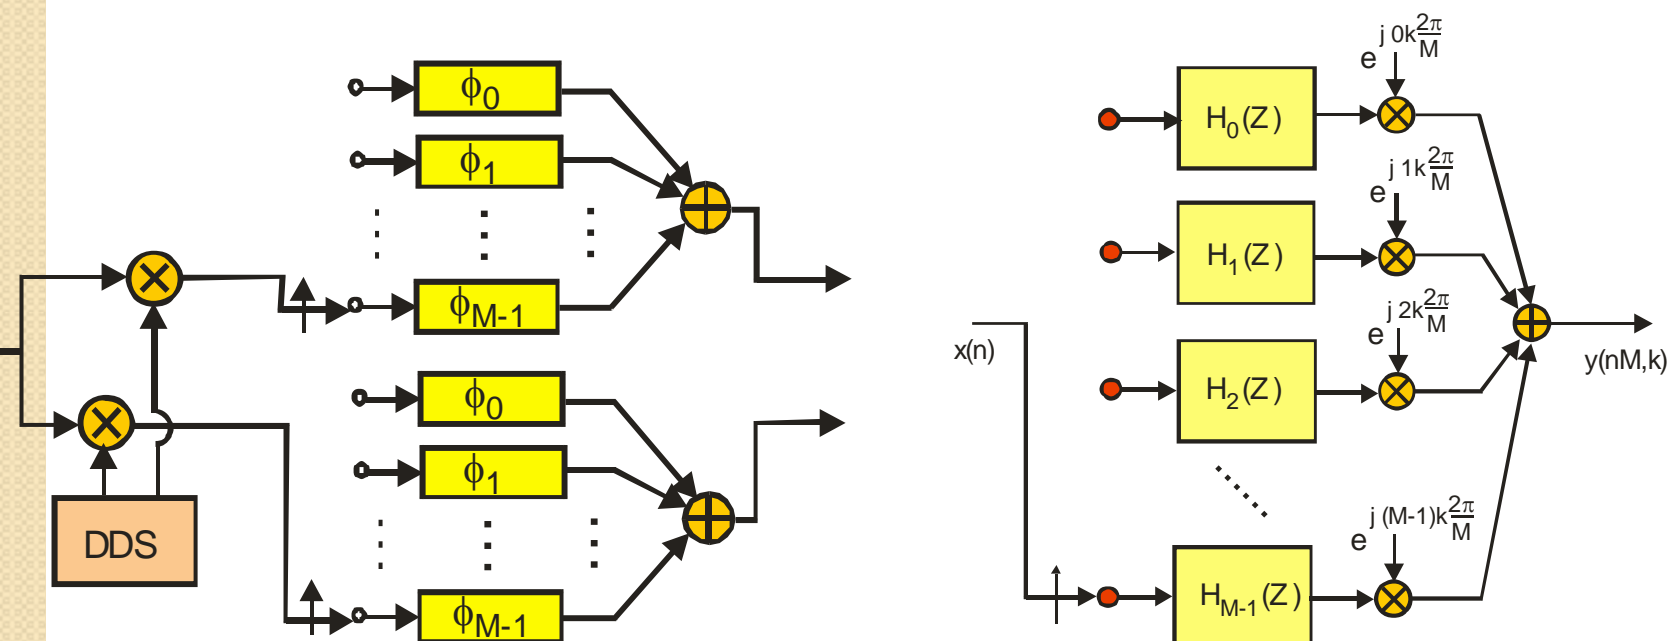 ϕ0
ϕ1
ϕM-1
ϕ0
ϕ1
ϕM-1
DDS
x(n)
H0(Z)
H1(Z)
H2(Z)
HM-1(Z)
e^{j 0k 2π/M}
e^{j 1k 2π/M}
e^{j 2k 2π/M}
e^{j (M-1)k 2π/M}
y(nM,k)